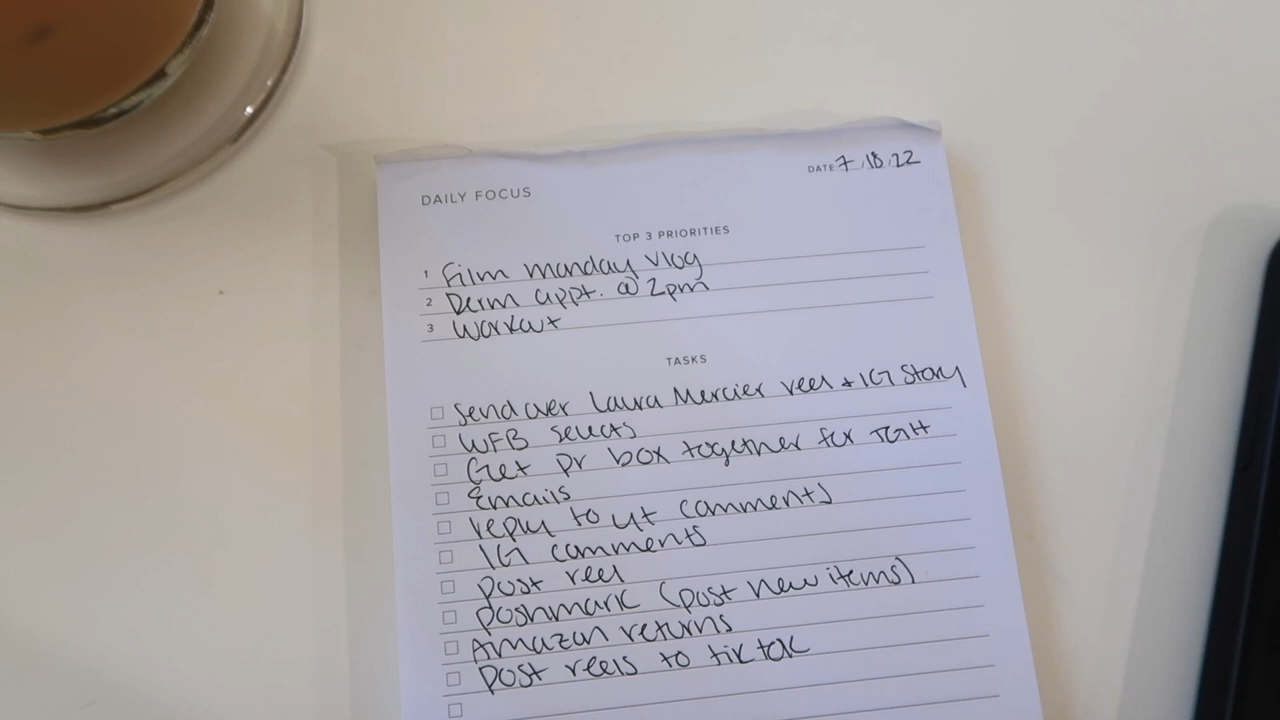 DATE 7.18.22
DAILY FOCUS
TOP 3 PRIORITIES
1 Film monday vlog
2 Derm appt. @ 2pm
3 Workout
TASKS
Send over Laura Mercier reel + IG Story
WFB selects
Get pr box together for TGH
Emails
reply to yt comments
IG comments
post reel
poshmark (post new items)
Amazon returns
post reels to tik tok